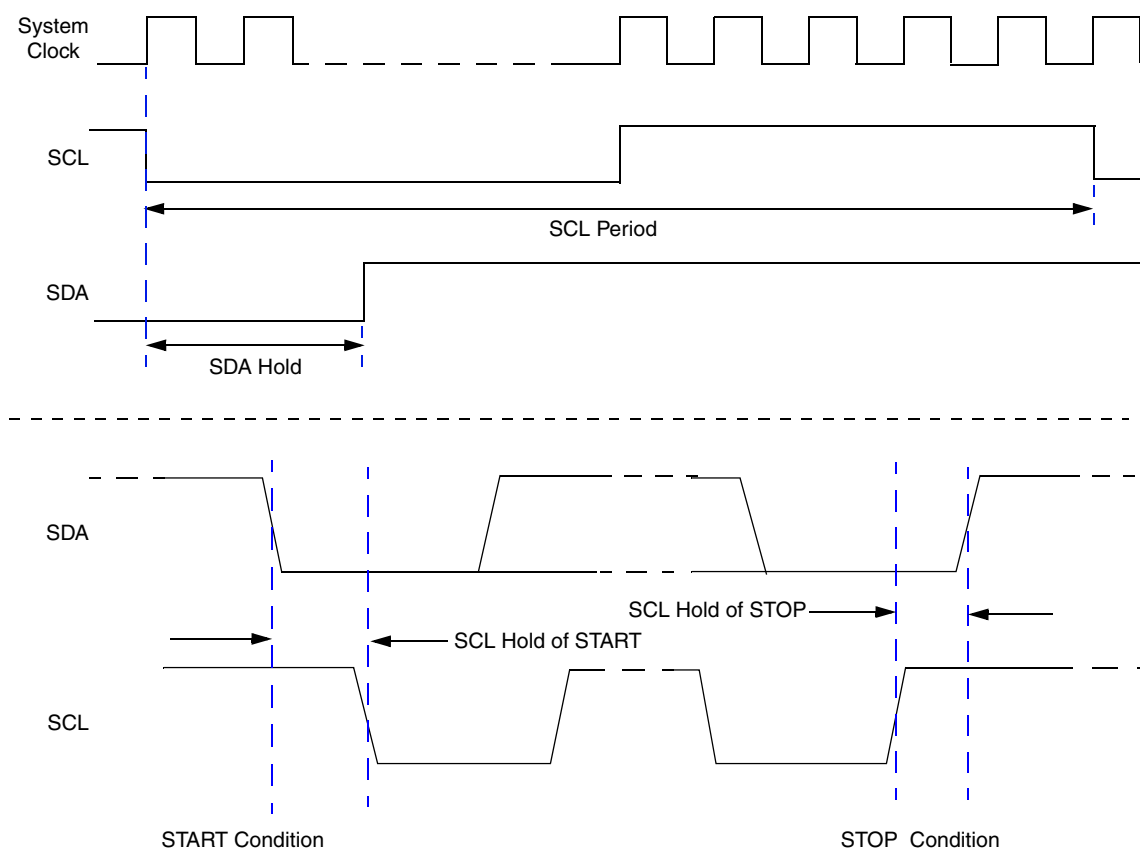 System
Clock
SCL
SCL Period
SDA
SDA Hold
SDA
SCL Hold of STOP
SCL Hold of START
SCL
START Condition
STOP Condition